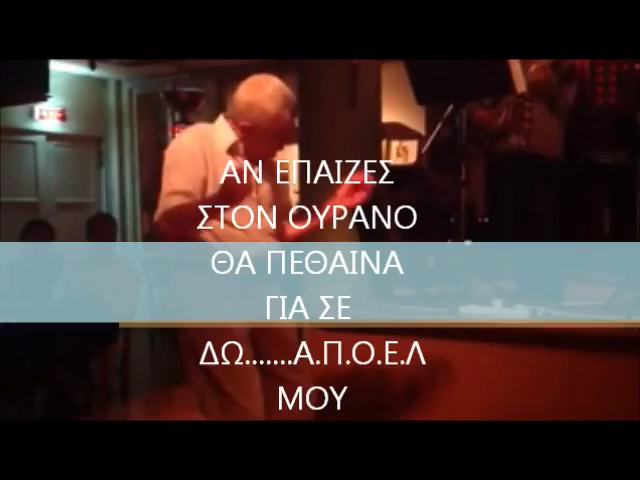 ΑΝ ΕΠΑΙΖΕΣ
ΣΤΟΝ ΟΥΡΑΝΟ
ΘΑ ΠΕΘΑΙΝΑ
ΓΙΑ ΣΕ
ΔΩ.......Α.Π.Ο.Ε.Λ
ΜΟΥ